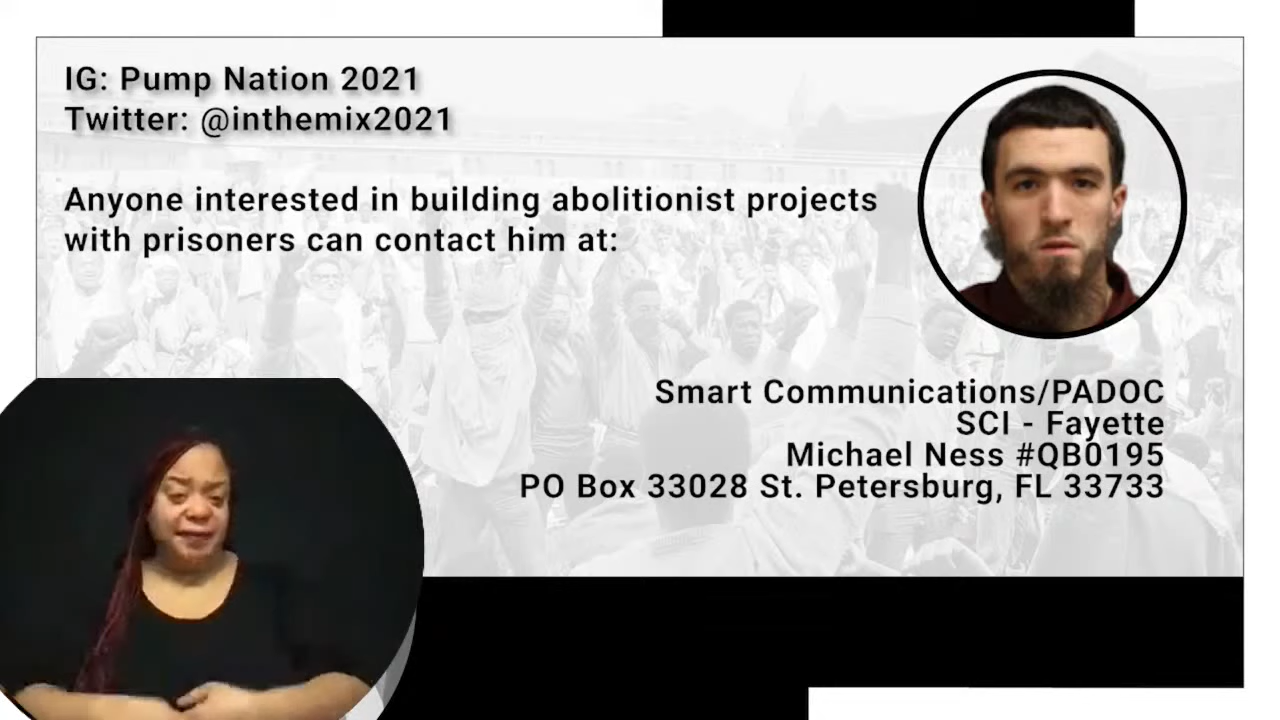 IG: Pump Nation 2021
Twitter: @inthemix2021
Anyone interested in building abolitionist projects
with prisoners can contact him at:
Smart Communications/PADOC
SCI - Fayette
Michael Ness #QB0195
PO Box 33028 St. Petersburg, FL 33733